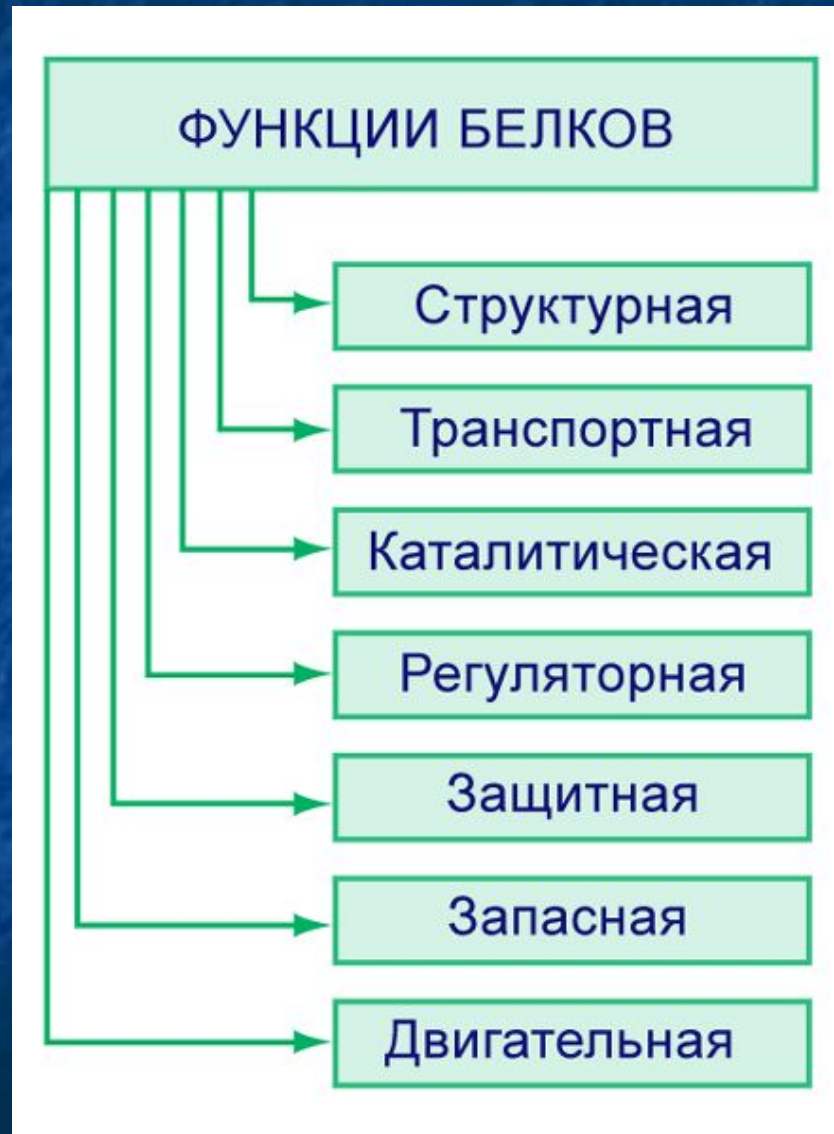 ФУНКЦИИ БЕЛКОВ
Структурная
Транспортная
Каталитическая
Регуляторная
Защитная
Запасная
Двигательная